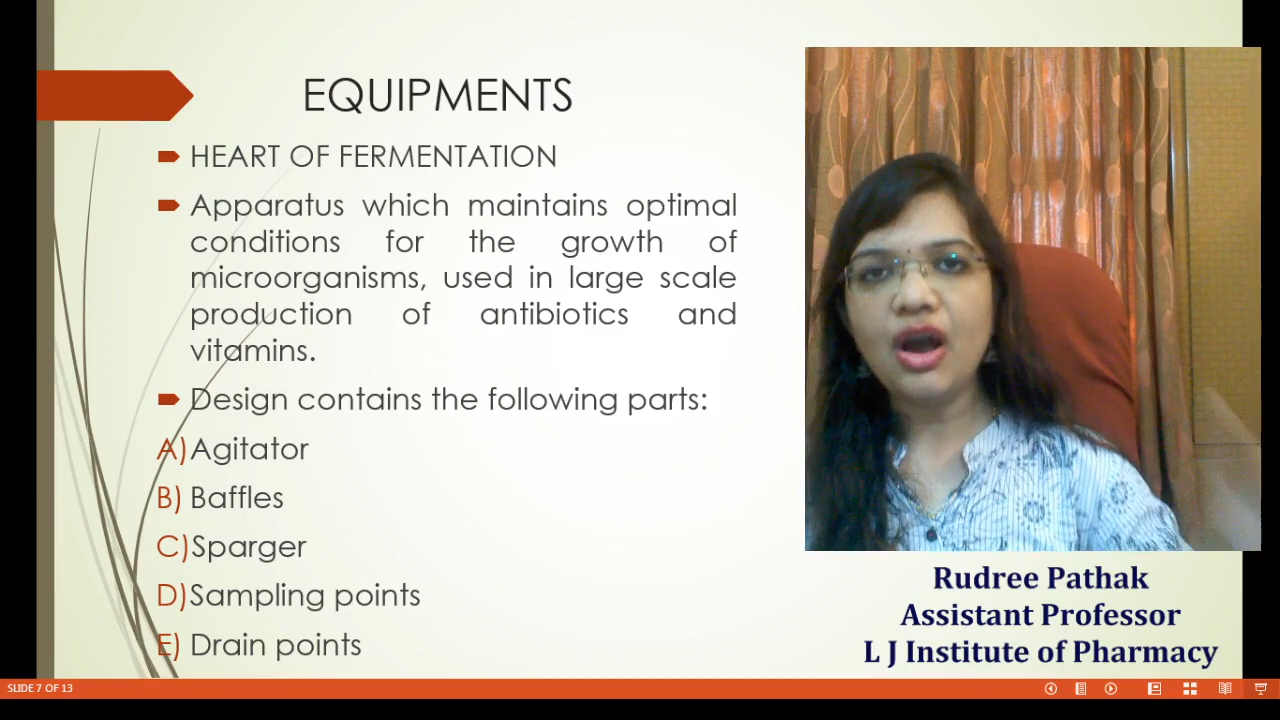 EQUIPMENTS
HEART OF FERMENTATION
Apparatus which maintains optimal
conditions for the growth of
microorganisms, used in large scale
production of antibiotics and
vitamins.
Design contains the following parts:
A) Agitator
B) Baffles
C) Sparger
D) Sampling points
E) Drain points
Rudree Pathak
Assistant Professor
L J Institute of Pharmacy
SLIDE 7 OF 13